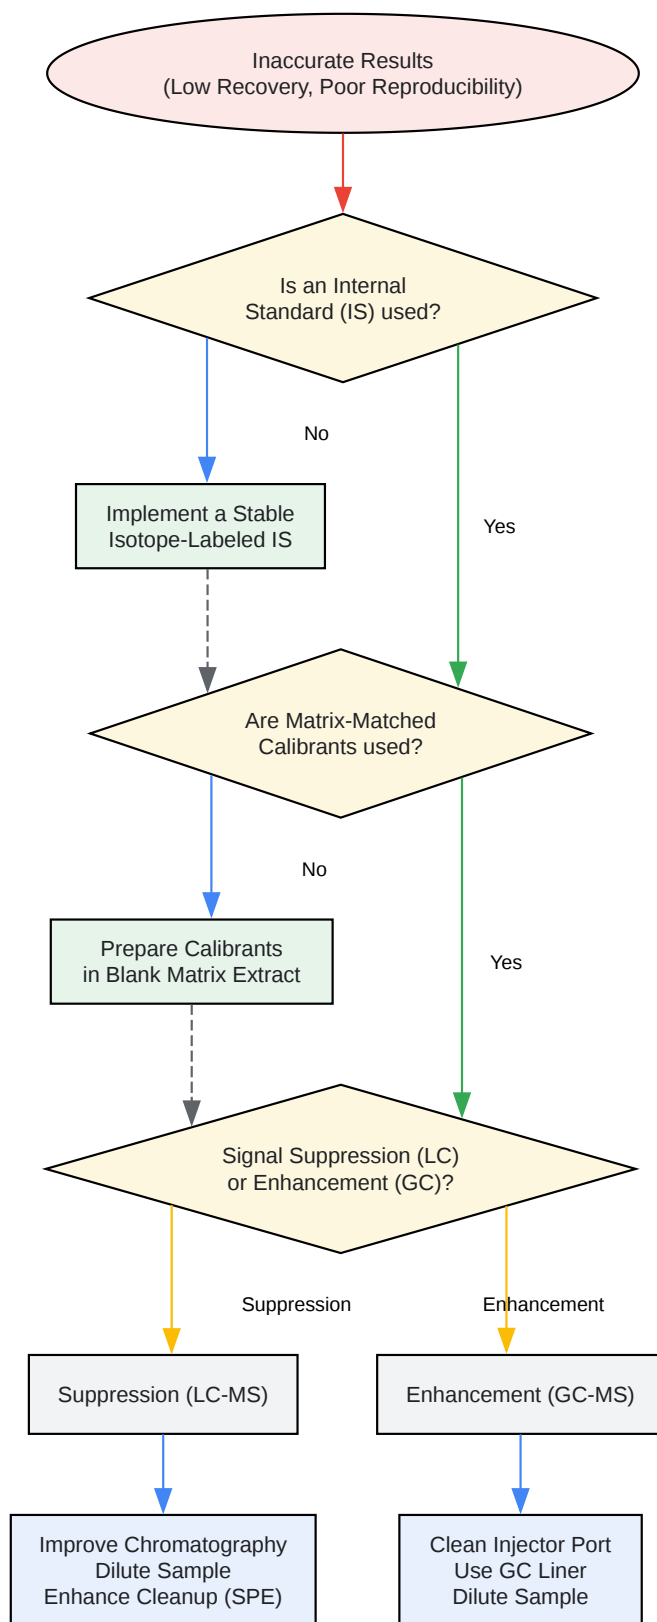 Inaccurate Results
(Low Recovery, Poor Reproducibility)
Is an Internal
Standard (IS) used?
No
Implement a Stable
Isotope-Labeled IS
Yes
Are Matrix-Matched
Calibrants used?
No
Prepare Calibrants
in Blank Matrix Extract
Yes
Signal Suppression (LC)
or Enhancement (GC)?
Suppression
Enhancement
Suppression (LC-MS)
Enhancement (GC-MS)
Improve Chromatography
Dilute Sample
Enhance Cleanup (SPE)
Clean Injector Port
Use GC Liner
Dilute Sample